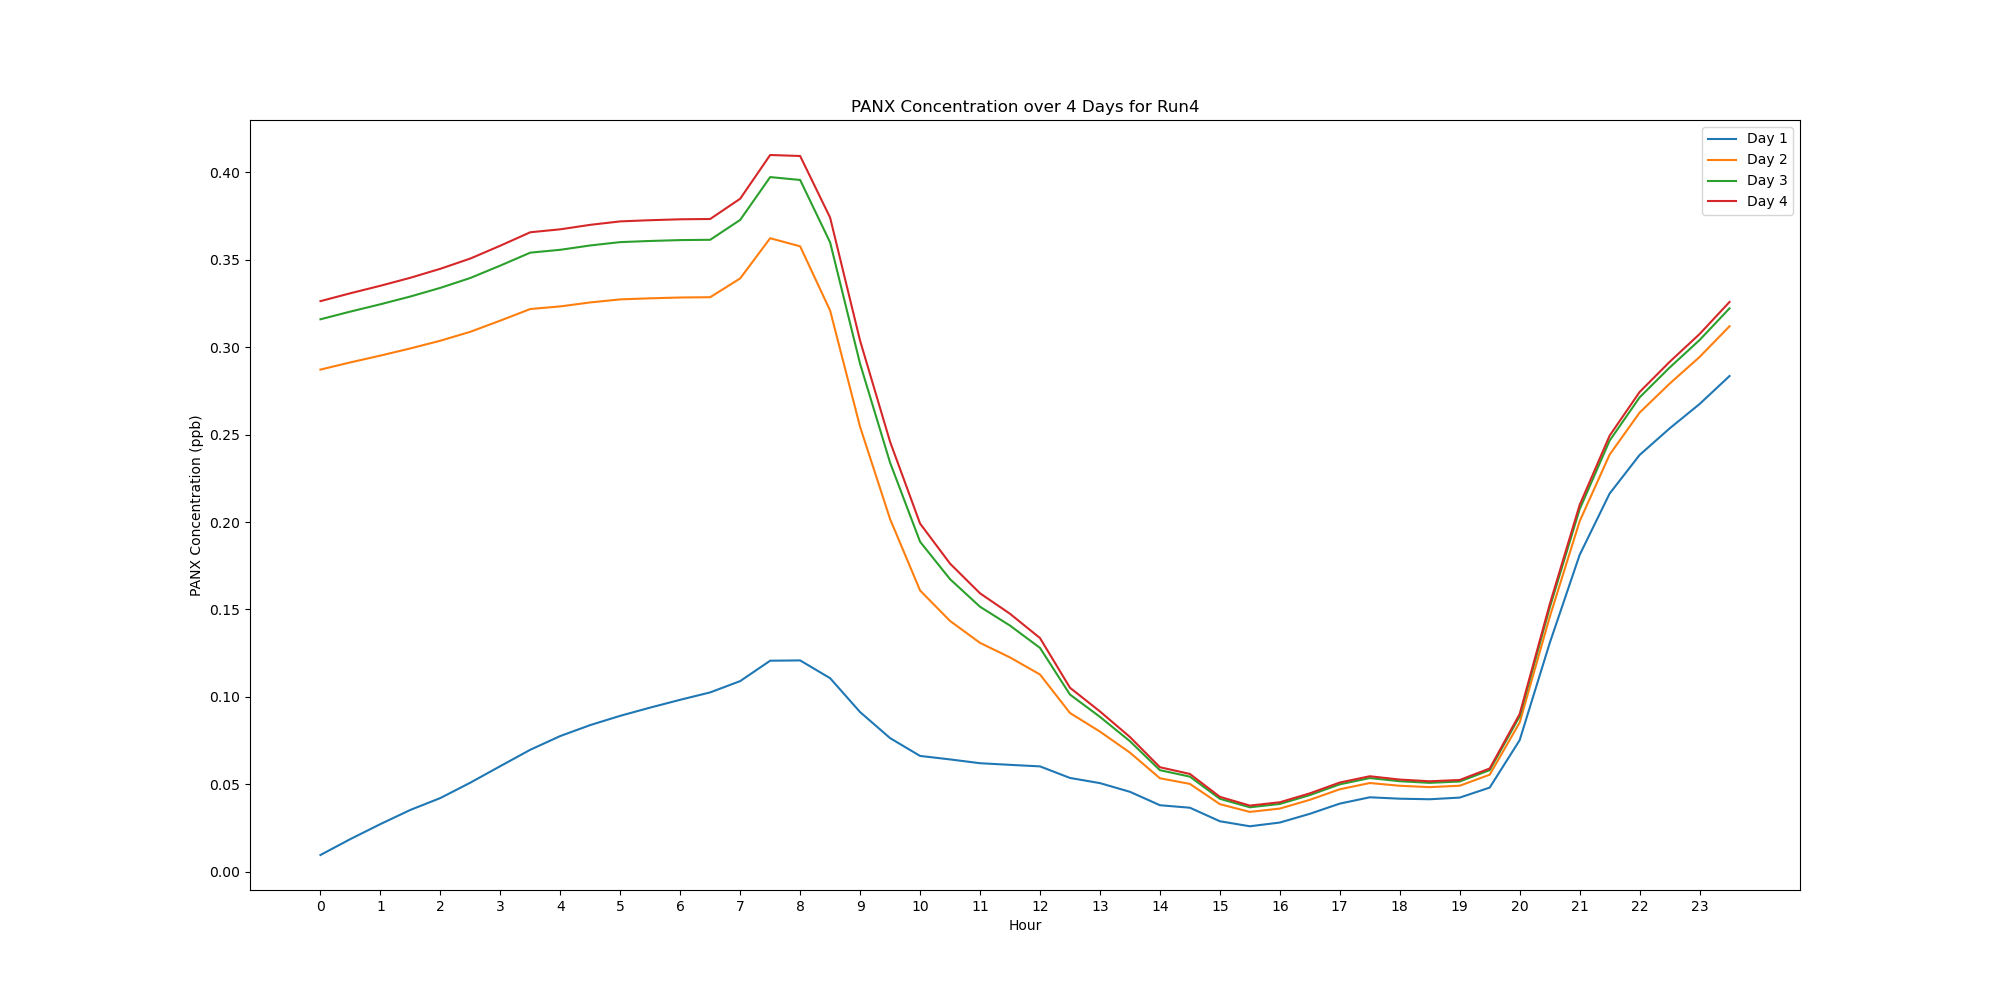 PANX Concentration over 4 Days for Run4
Day 1
Day 2
Day 3
Day 4
0.40
0.35
0.30
0.25
0.20
0.15
0.10
0.05
0.00
PANX Concentration (ppb)
0 1 2 3 4 5 6 7 8 9 10 11 12 13 14 15 16 17 18 19 20 21 22 23
Hour